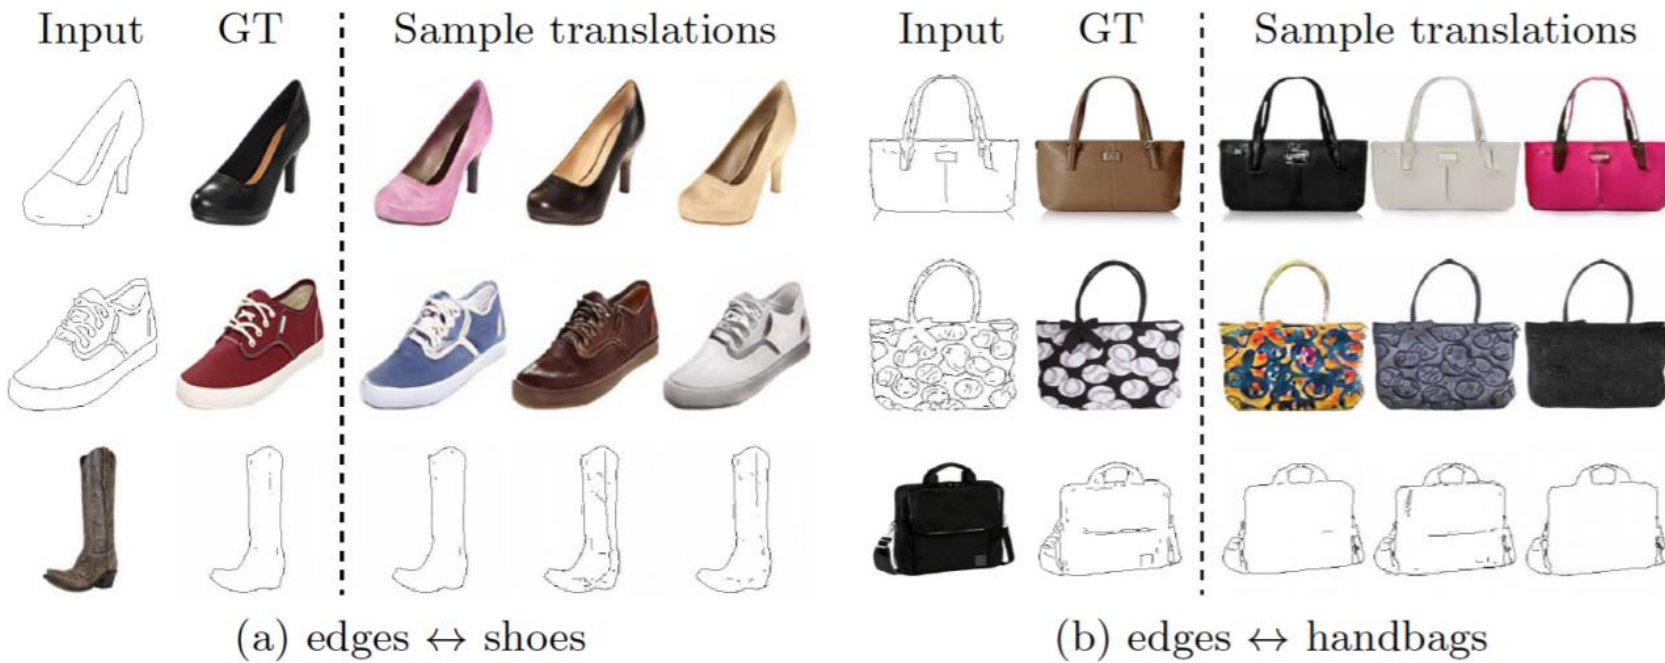 Input GT Sample translations Input GT Sample translations
(a) edges ↔ shoes (b) edges ↔ handbags